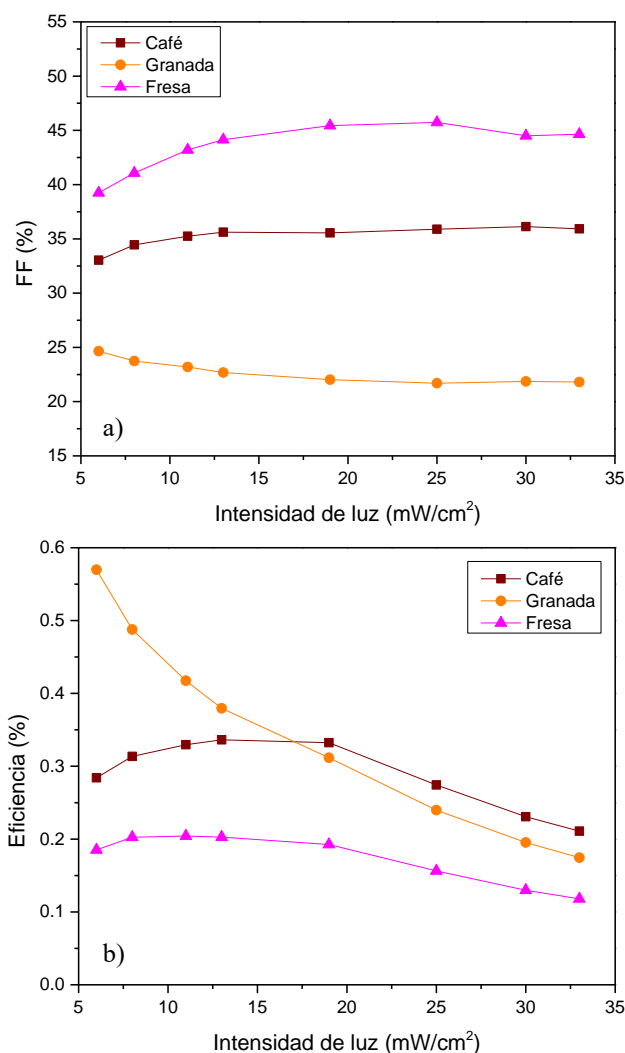 55
50
45
40
35
30
25
20
15
FF (%)
Café
Granada
Fresa
a)
5 10 15 20 25 30 35
Intensidad de luz (mW/cm²)
0.6
0.5
0.4
0.3
0.2
0.1
0.0
Eficiencia (%)
Café
Granada
Fresa
b)
5 10 15 20 25 30 35
Intensidad de luz (mW/cm²)